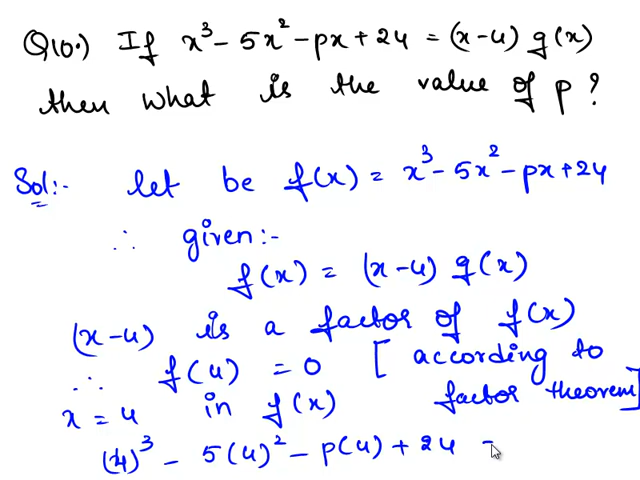 Q10.) If x³ - 5x² - px + 24 = (x-4) g(x)
then what is the value of p?
Sol:- let be f(x) = x³ - 5x² - px + 24
∴ given:-
f(x) = (x-4) g(x)
(x-4) is a factor of f(x)
∴ f(4) = 0 [according to
x = 4 in f(x) factor theorem]
(4)³ - 5(4)² - p(4) + 24 =